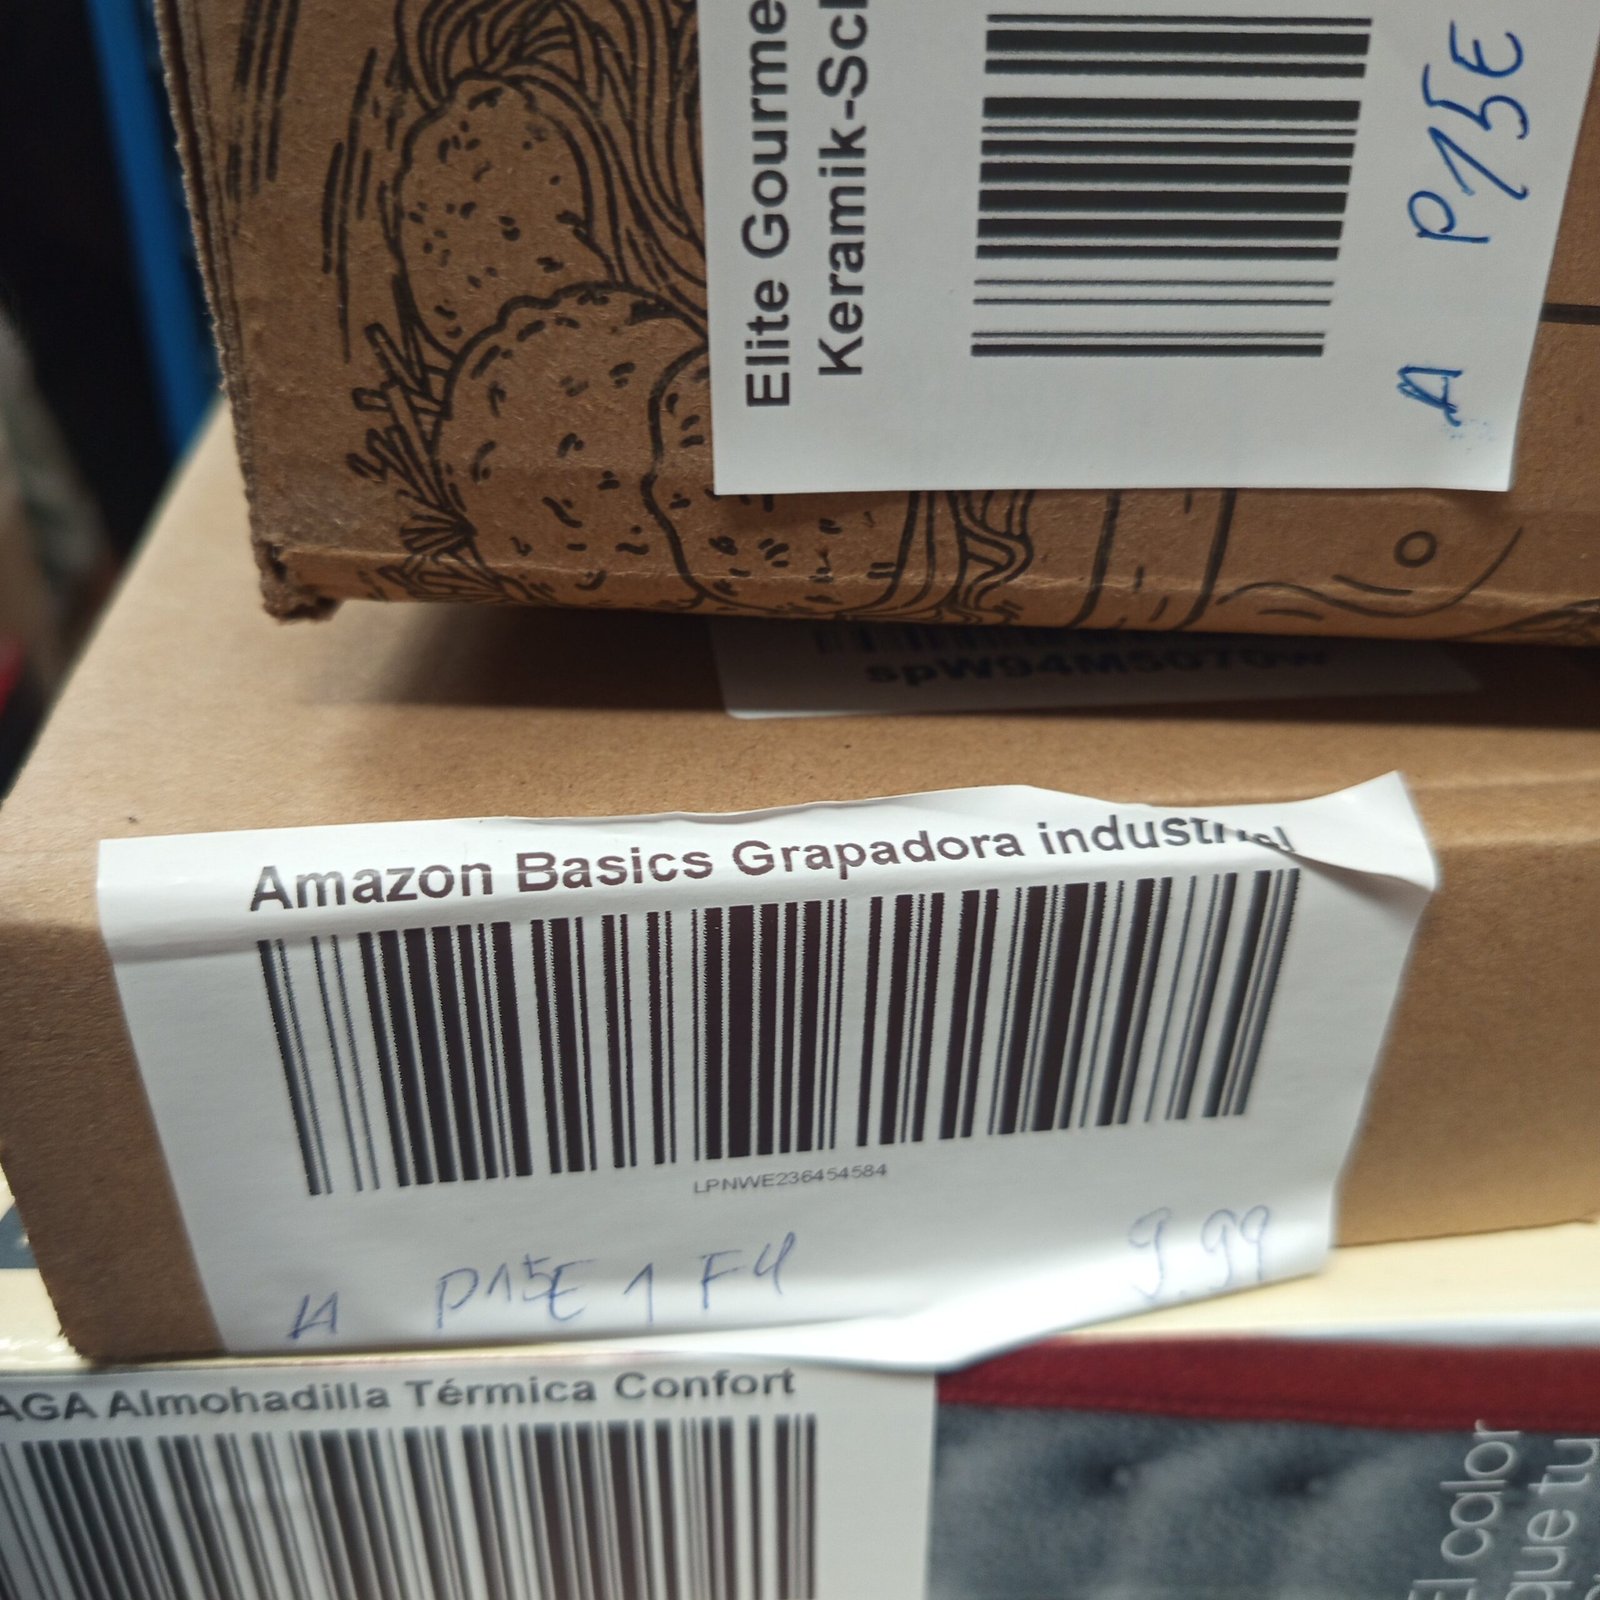 Elite Gourme
Keramik-Sc
A P15E
Amazon Basics Grapadora industrial
LPNWE236454584
A P15E 1 F4 9.99
AGA Almohadilla Térmica Confort
El calor
que tu